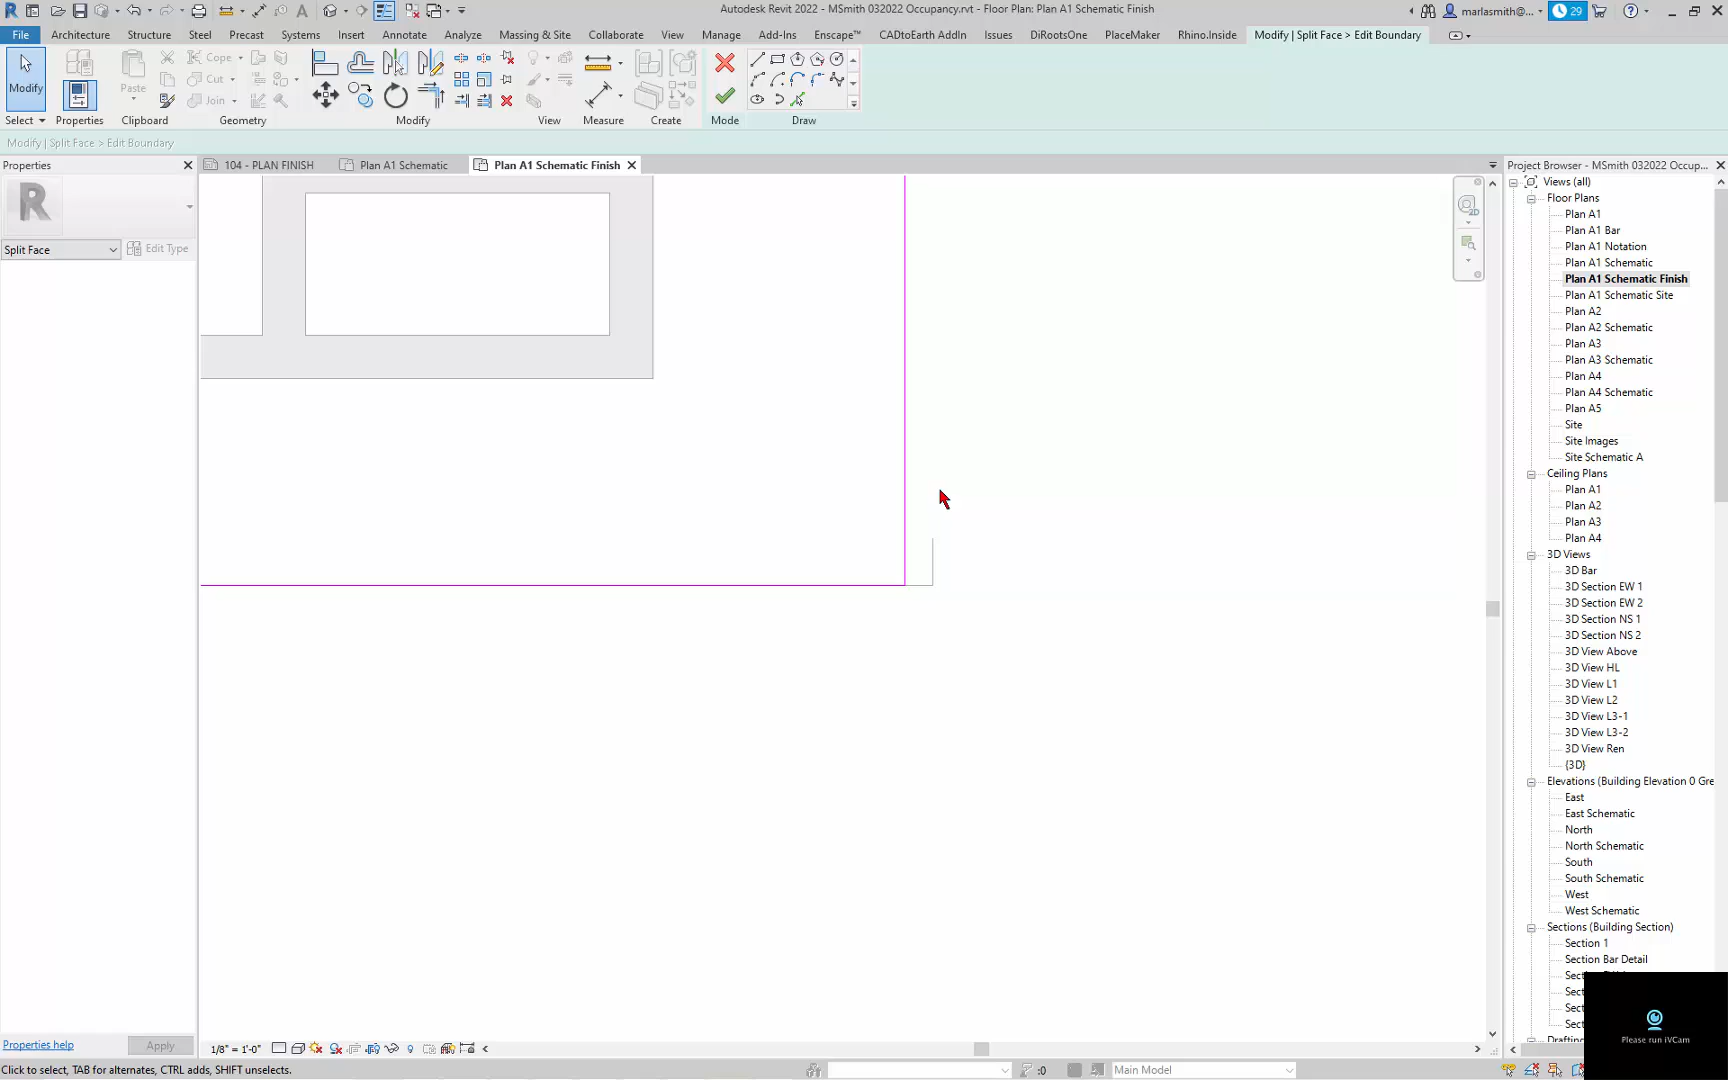 Autodesk Revit 2022 - MSmith 032022 Occupancy.rvt - Floor Plan: Plan A1 Schematic Finish
marlasmith@...
29
File
Architecture
Structure
Steel
Precast
Systems
Insert
Annotate
Analyze
Massing & Site
Collaborate
View
Manage
Add-Ins
Enscape™
CADtoEarth AddIn
Issues
DiRootsOne
PlaceMaker
Rhino.Inside
Modify | Split Face > Edit Boundary
Modify
Paste
Cope
Cut
Join
Select
Properties
Clipboard
Geometry
Modify
View
Measure
Create
Mode
Draw
Modify | Split Face > Edit Boundary
Properties
104 - PLAN FINISH
Plan A1 Schematic
Plan A1 Schematic Finish
Project Browser - MSmith 032022 Occup...
R
Split Face
Edit Type
2D
Views (all)
Floor Plans
Plan A1
Plan A1 Bar
Plan A1 Notation
Plan A1 Schematic
Plan A1 Schematic Finish
Plan A1 Schematic Site
Plan A2
Plan A2 Schematic
Plan A3
Plan A3 Schematic
Plan A4
Plan A4 Schematic
Plan A5
Site
Site Images
Site Schematic A
Ceiling Plans
Plan A1
Plan A2
Plan A3
Plan A4
3D Views
3D Bar
3D Section EW 1
3D Section EW 2
3D Section NS 1
3D Section NS 2
3D View Above
3D View HL
3D View L1
3D View L2
3D View L3-1
3D View L3-2
3D View Ren
{3D}
Elevations (Building Elevation 0 Gre
East
East Schematic
North
North Schematic
South
South Schematic
West
West Schematic
Sections (Building Section)
Section 1
Section Bar Detail
Sect
Sect
Sect
Sect
Draftin
Please run iVCam
Properties help
Apply
1/8" = 1'-0"
Click to select, TAB for alternates, CTRL adds, SHIFT unselects.
:0
Main Model